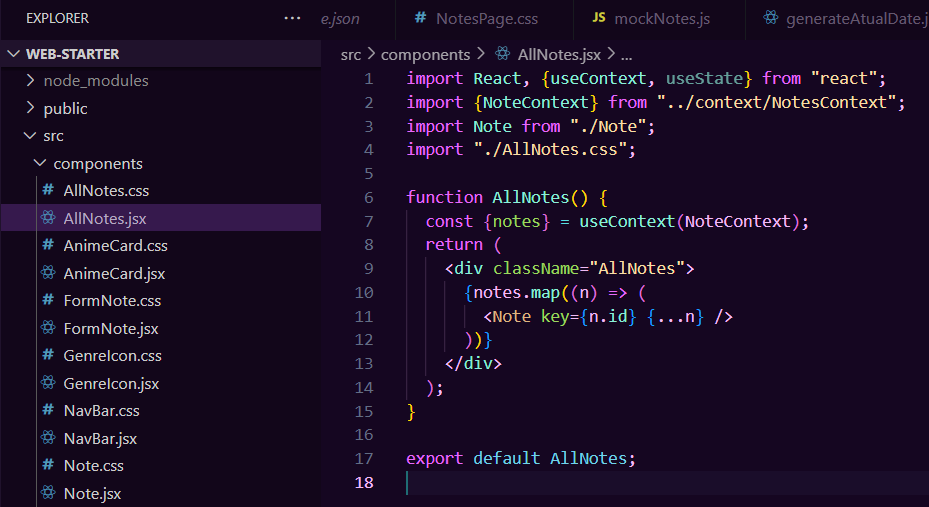 EXPLORER ...
WEB-STARTER
node_modules
public
src
components
# AllNotes.css
AllNotes.jsx
# AnimeCard.css
AnimeCard.jsx
# FormNote.css
FormNote.jsx
# GenreIcon.css
GenreIcon.jsx
# NavBar.css
NavBar.jsx
# Note.css
Note.jsx
e.json # NotesPage.css JS mockNotes.js generateAtualDate.j
src > components > AllNotes.jsx > ...
1 import React, {useContext, useState} from "react";
2 import {NoteContext} from "../context/NotesContext";
3 import Note from "./Note";
4 import "./AllNotes.css";
5
6 function AllNotes() {
7   const {notes} = useContext(NoteContext);
8   return (
9     <div className="AllNotes">
10       {notes.map((n) => (
11         <Note key={n.id} {...n} />
12       ))}
13     </div>
14   );
15 }
16
17 export default AllNotes;
18